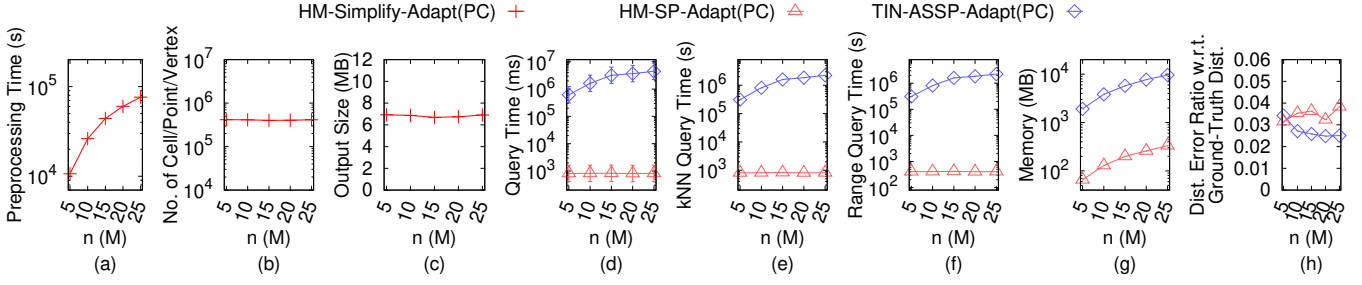 HM-Simplify-Adapt(PC) HM-SP-Adapt(PC) TIN-ASSP-Adapt(PC)
Preprocessing Time (s)
10^5
10^4
5 10 15 20 25
n (M)
(a)
No. of Cell/Point/Vertex
10^7
10^6
10^5
10^4
5 10 15 20 25
n (M)
(b)
Output Size (MB)
12
10
8
6
4
2
0
5 10 15 20 25
n (M)
(c)
Query Time (ms)
10^7
10^6
10^5
10^4
10^3
5 10 15 20 25
n (M)
(d)
kNN Query Time (s)
10^6
10^5
10^4
10^3
5 10 15 20 25
n (M)
(e)
Range Query Time (s)
10^6
10^5
10^4
10^3
10^2
5 10 15 20 25
n (M)
(f)
Memory (MB)
10^4
10^3
10^2
5 10 15 20 25
n (M)
(g)
Dist. Error Ratio w.r.t.
Ground-Truth Dist.
0.06
0.05
0.04
0.03
0.02
0.01
0
5 10 15 20 25
n (M)
(h)